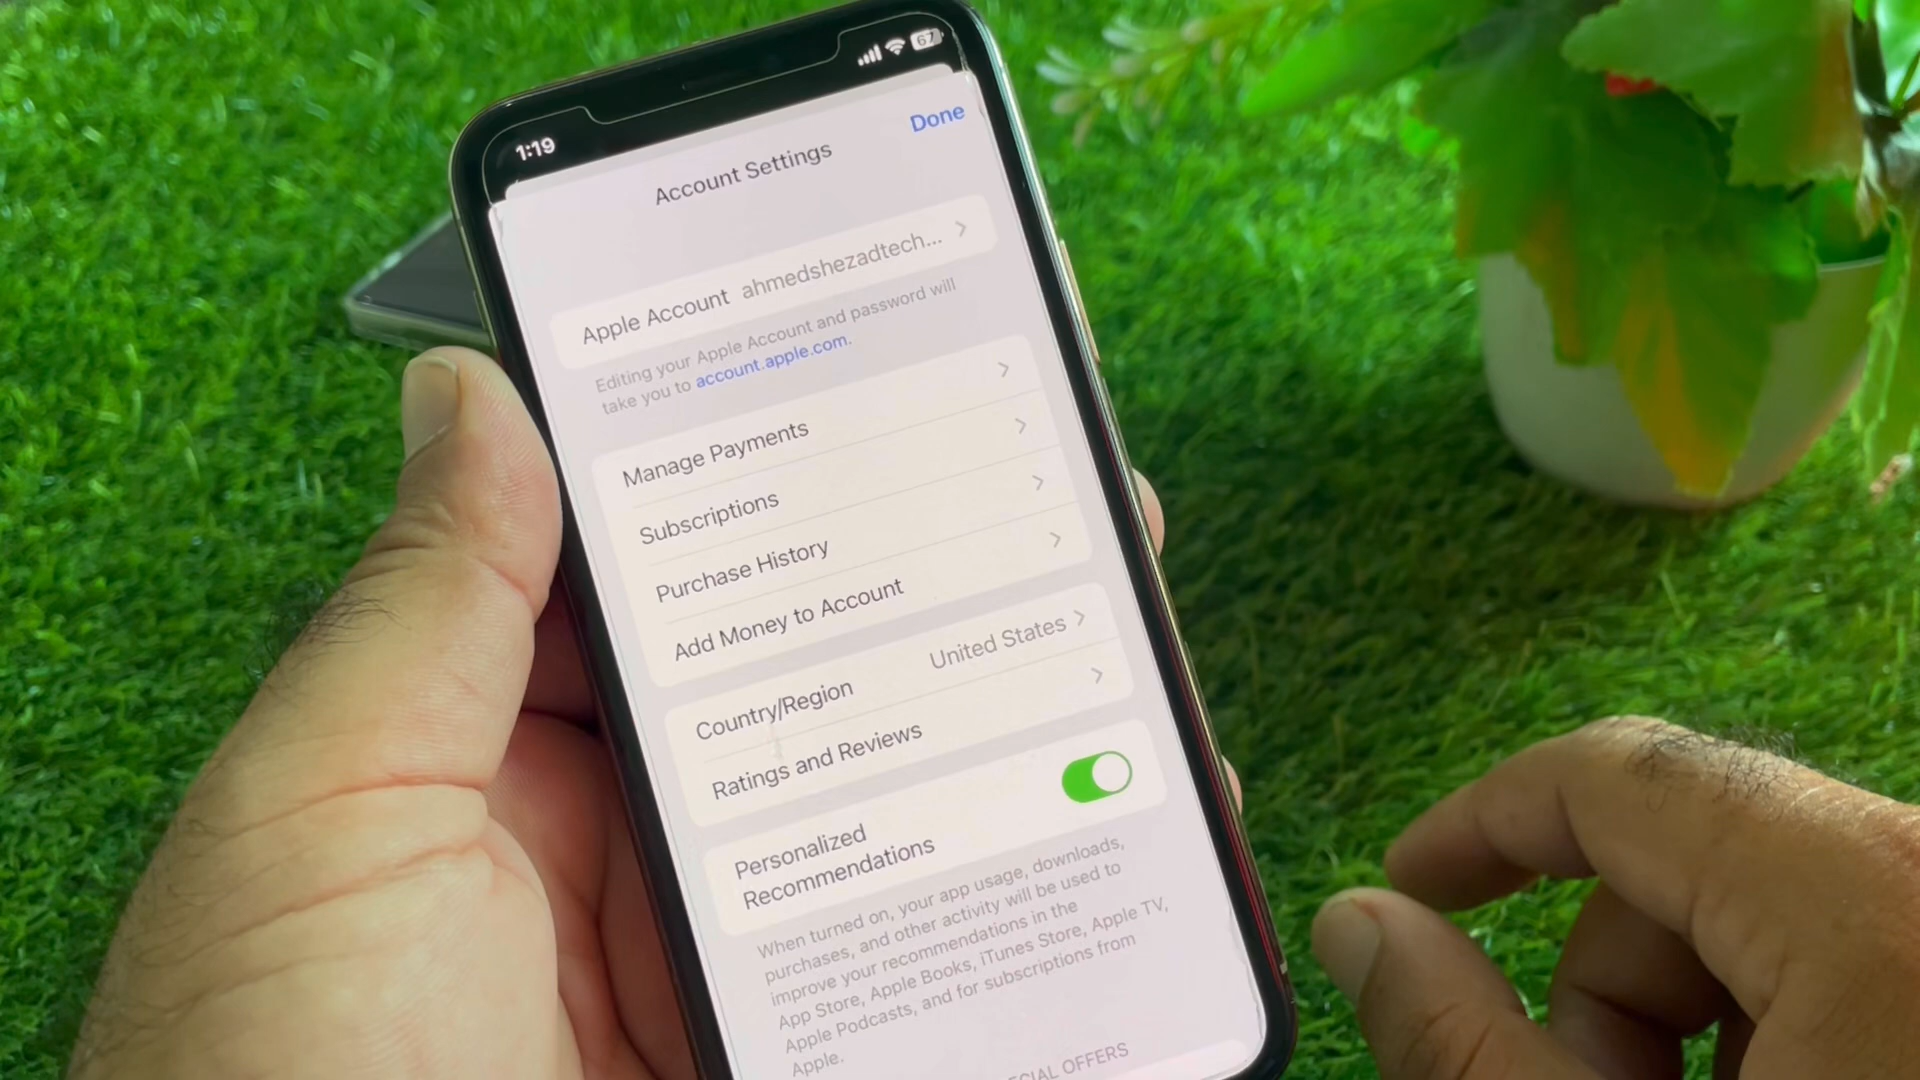 1:19
67
Done
Account Settings
Apple Account ahmedshezadtech...
Editing your Apple Account and password will
take you to account.apple.com.
Manage Payments
Subscriptions
Purchase History
Add Money to Account
Country/Region United States
Ratings and Reviews
Personalized
Recommendations
When turned on, your app usage, downloads,
purchases, and other activity will be used to
improve your recommendations in the
App Store, Apple Books, iTunes Store, Apple TV,
Apple Podcasts, and for subscriptions from
Apple.
OFFERS